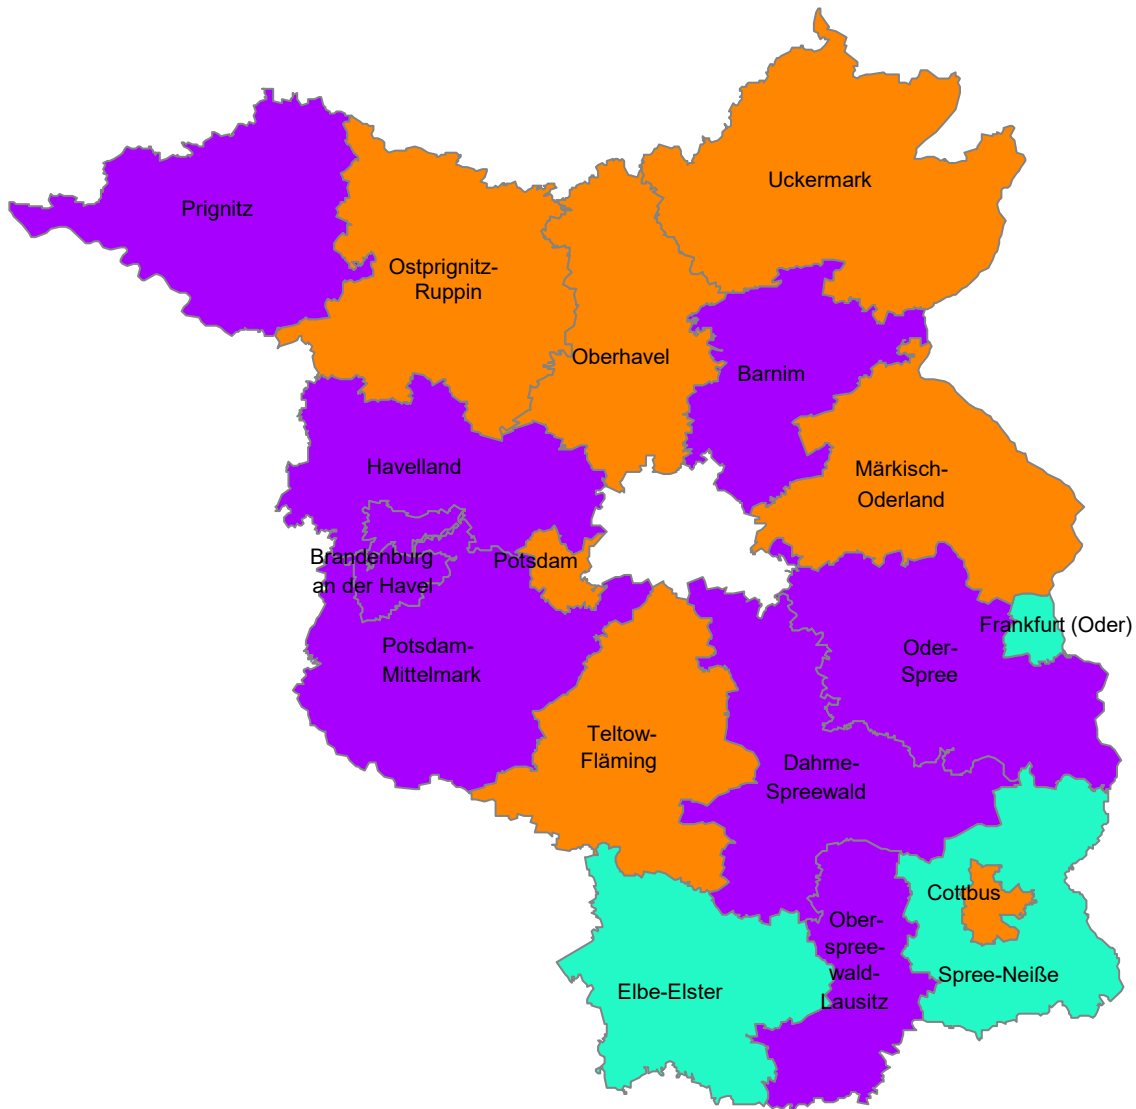 Uckermark
Prignitz
Ostprignitz-
Ruppin
Oberhavel
Barnim
Havelland
Märkisch-
Oderland
Brandenburg
an der Havel
Potsdam
Frankfurt (Oder)
Potsdam-
Mittelmark
Oder-
Spree
Teltow-
Fläming
Dahme-
Spreewald
Cottbus
Ober-
spree-
wald-
Lausitz
Spree-Neiße
Elbe-Elster